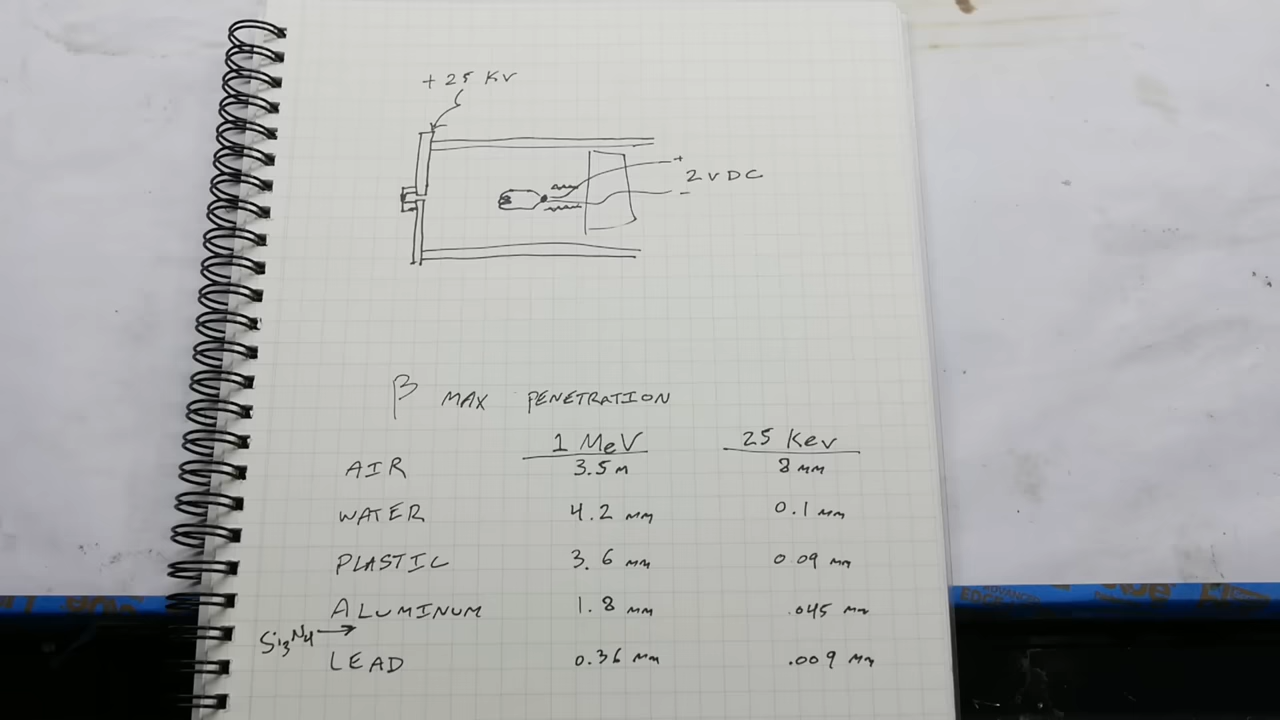 + 25 KV
+
2 V DC
-
β MAX PENETRATION
1 MeV 25 Kev
AIR 3.5 m 8 mm
WATER 4.2 mm 0.1 mm
PLASTIC 3.6 mm 0.09 mm
ALUMINUM 1.8 mm .045 mm
Si3N4 →
LEAD 0.36 mm .009 mm
ADVANCED